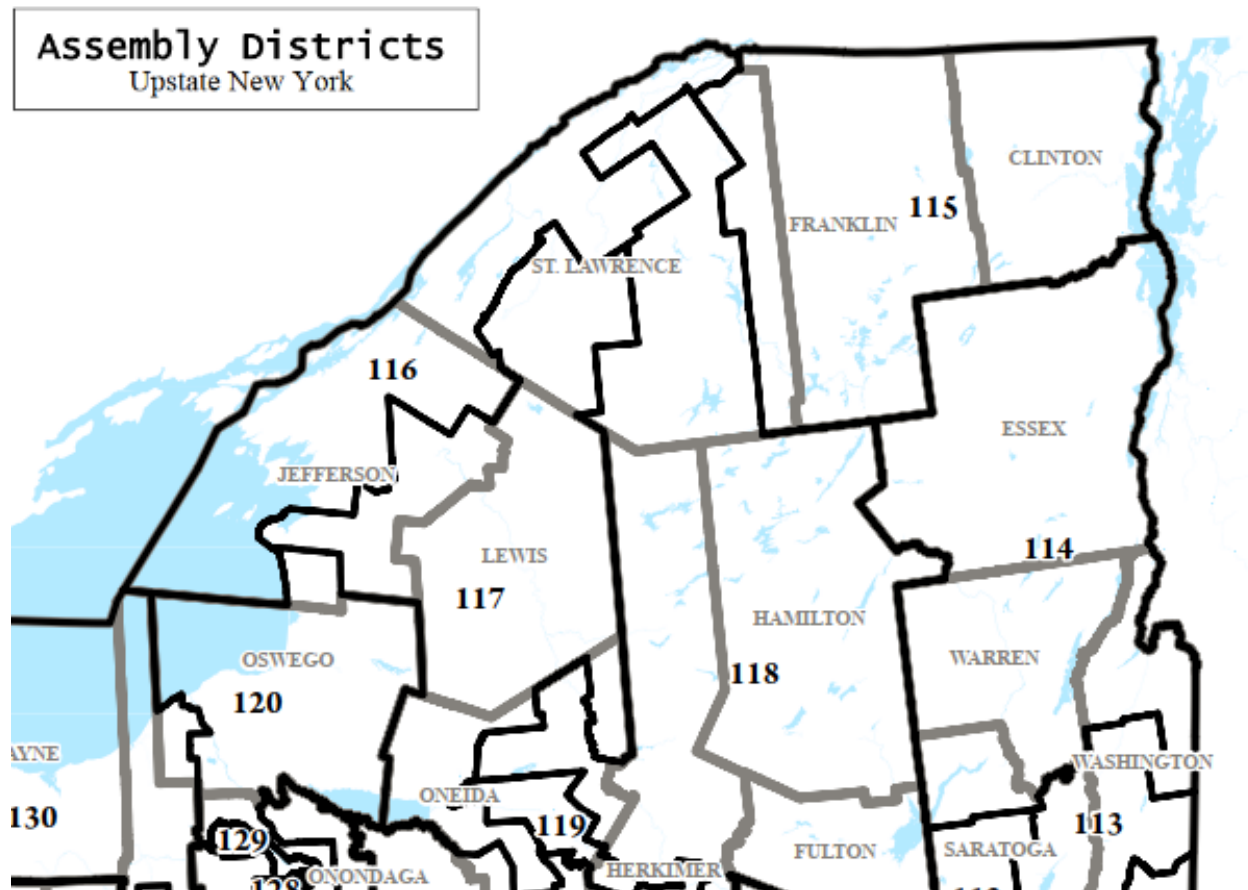 Assembly Districts
Upstate New York
CLINTON
115
FRANKLIN
ST. LAWRENCE
116
ESSEX
JEFFERSON
114
LEWIS
117
HAMILTON
WARREN
OSWEGO
118
120
AYNE
WASHINGTON
ONEIDA
130
119
113
129
FULTON
SARATOGA
HERKIMER
ONONDAGA
128